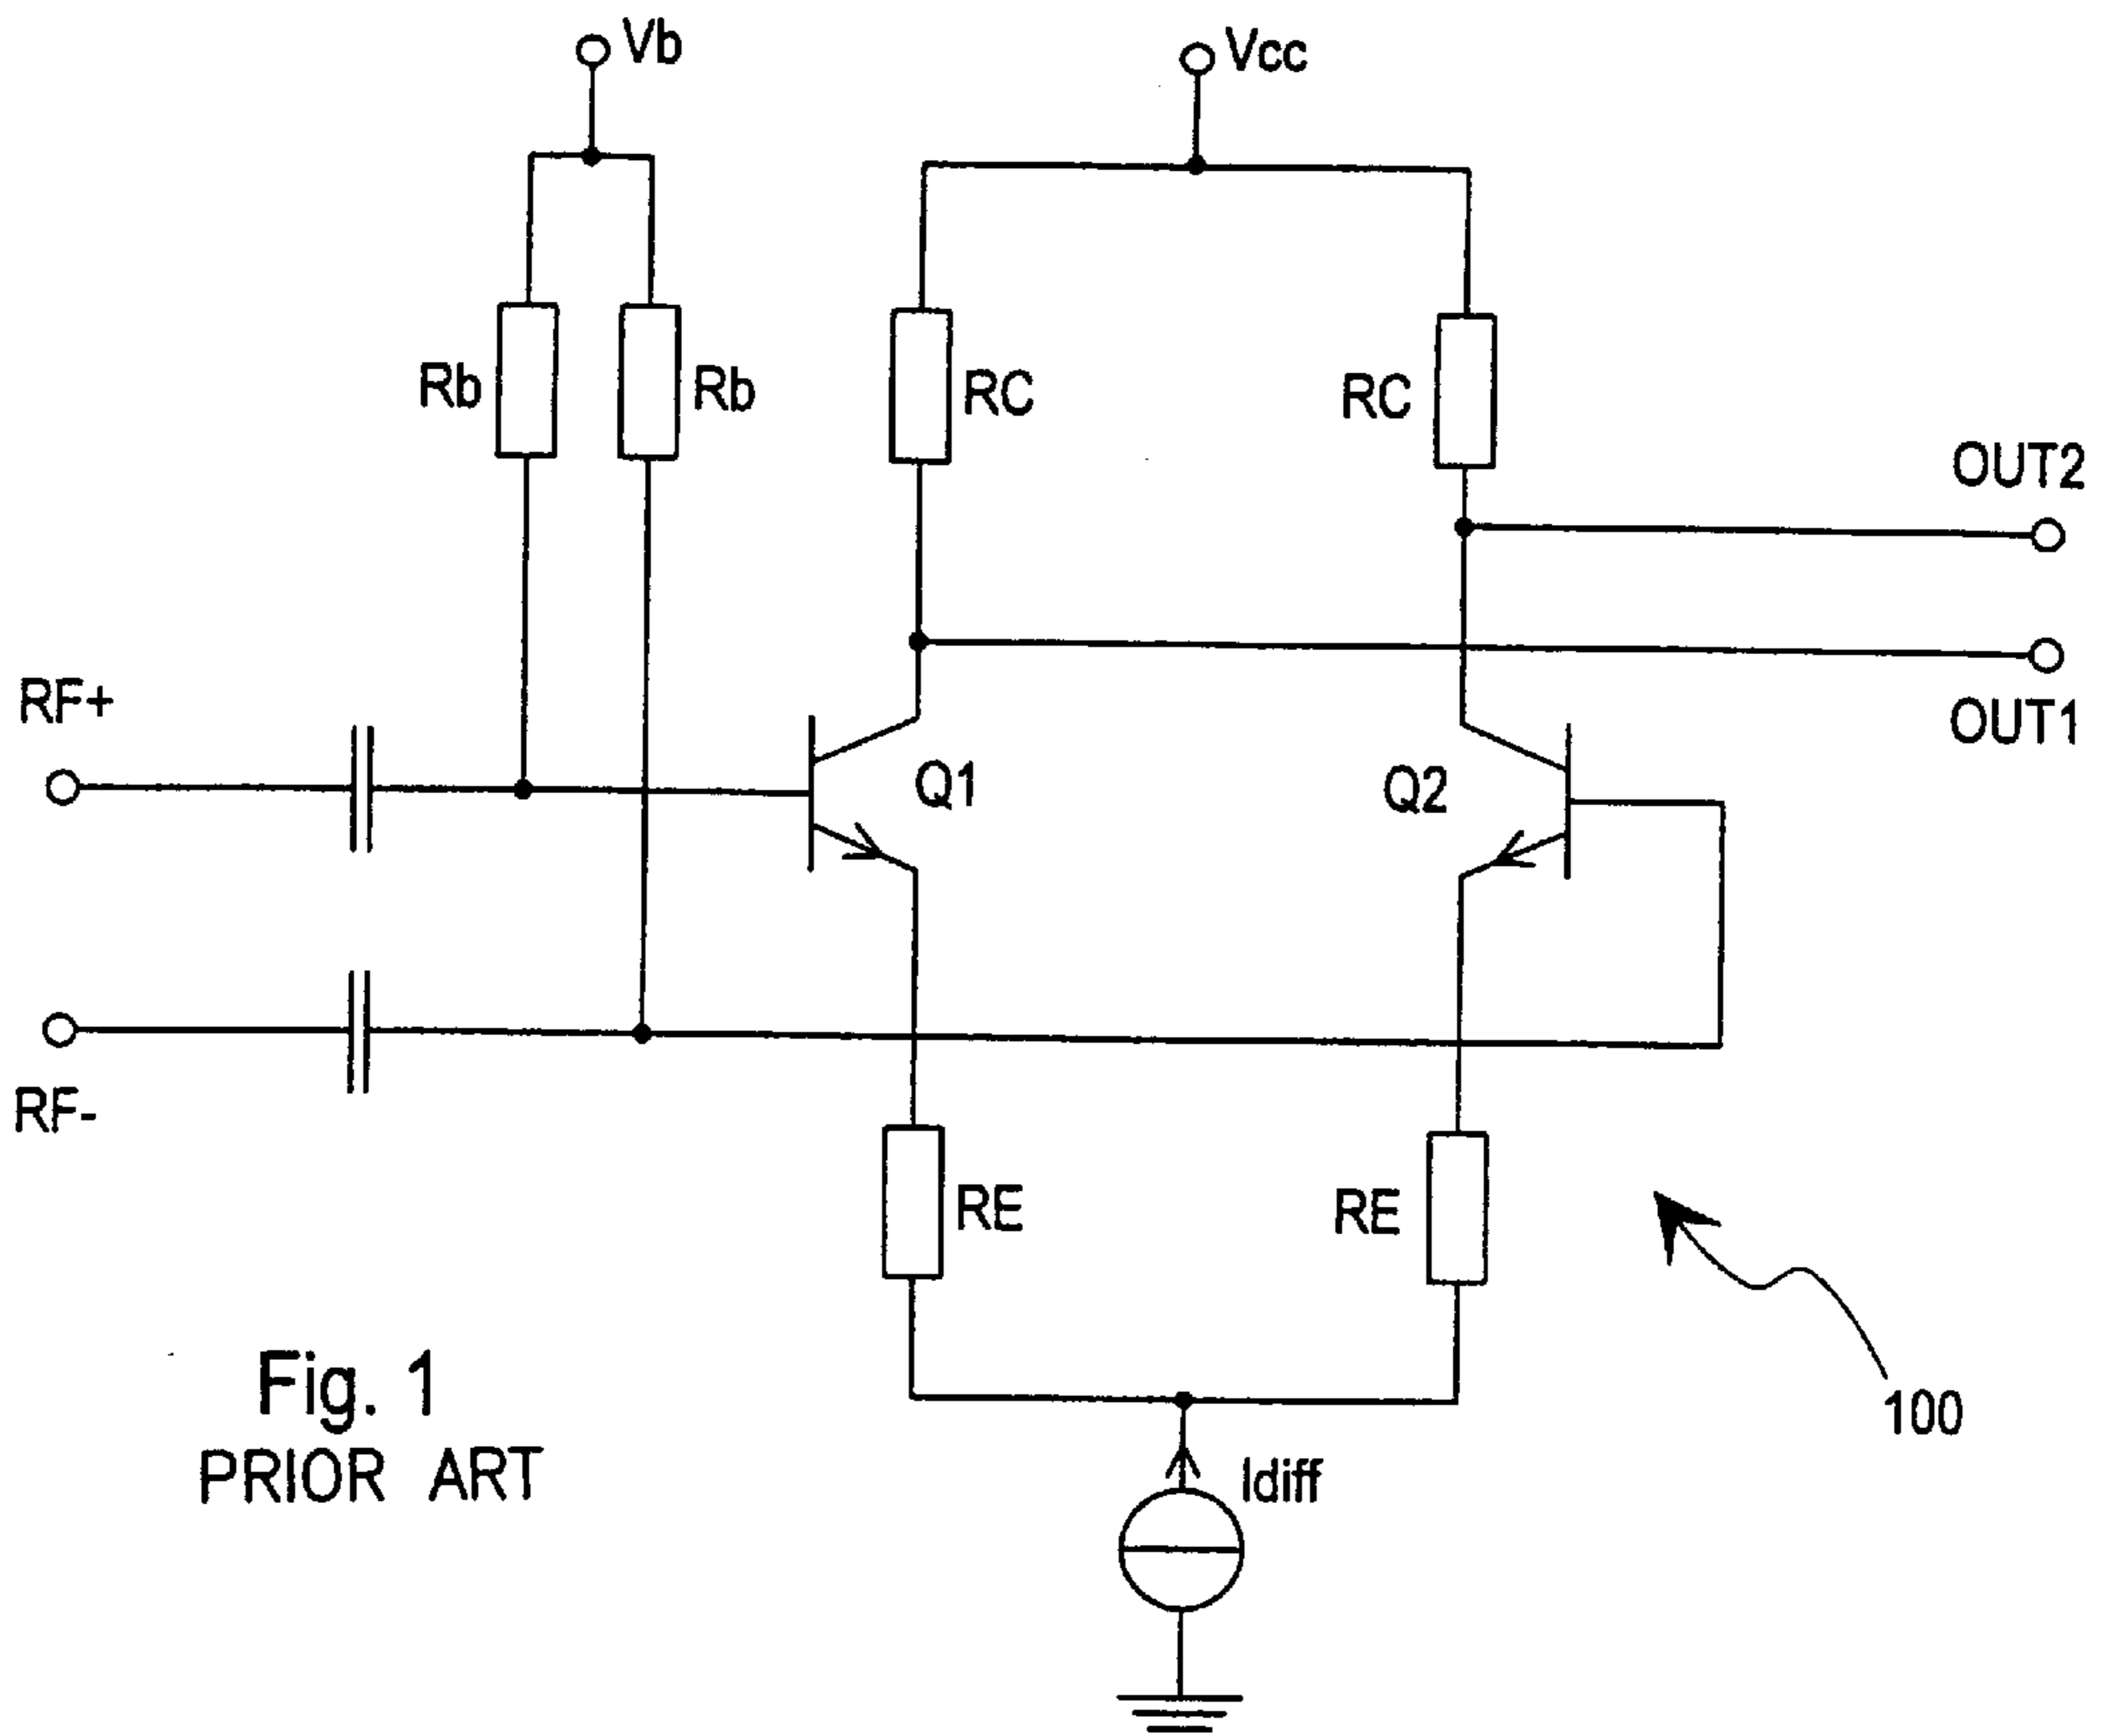 Vb
Vcc
Rb
Rb
RC
RC
OUT2
RF+
OUT1
Q1
Q2
RF-
RE
RE
Fig. 1
PRIOR ART
Idiff
100